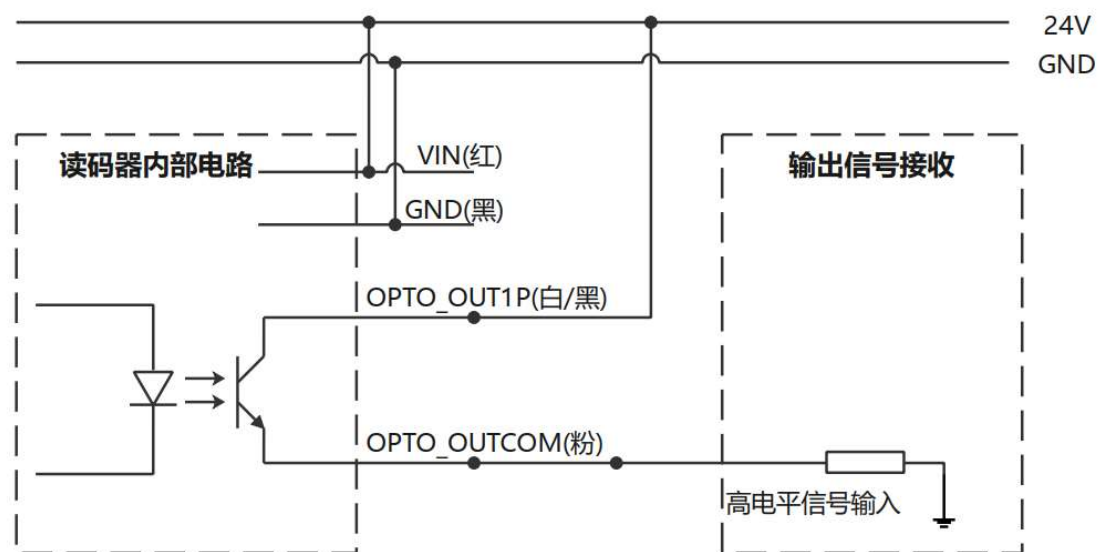 24V
GND
读码器内部电路
VIN(红)
输出信号接收
GND(黑)
OPTO_OUT1P(白/黑)
OPTO_OUTCOM(粉)
高电平信号输入